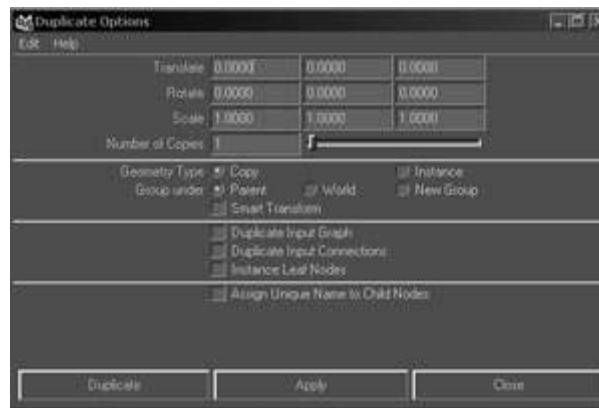 Duplicate Options
Edit Help
Translate 0.0000 0.0000 0.0000
Rotate 0.0000 0.0000 0.0000
Scale 1.0000 1.0000 1.0000
Number of Copies 1
Geometry Type Copy Instance
Group under Parent World New Group
Smart Transform
Duplicate Input Graph
Duplicate Input Connections
Instance Leaf Nodes
Assign Unique Name to Child Nodes
Duplicate Apply Close